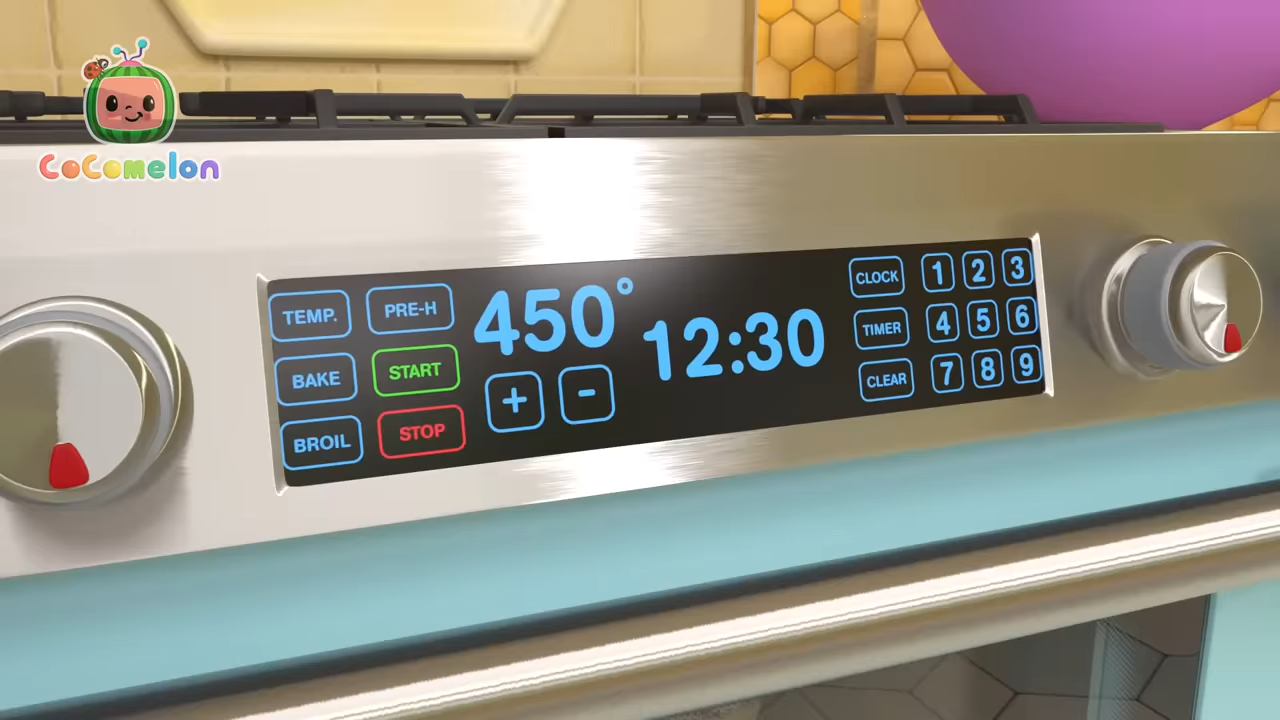 CoComelon
TEMP. PRE-H 450° 12:30 CLOCK 1 2 3
BAKE START + - TIMER 4 5 6
BROIL STOP CLEAR 7 8 9